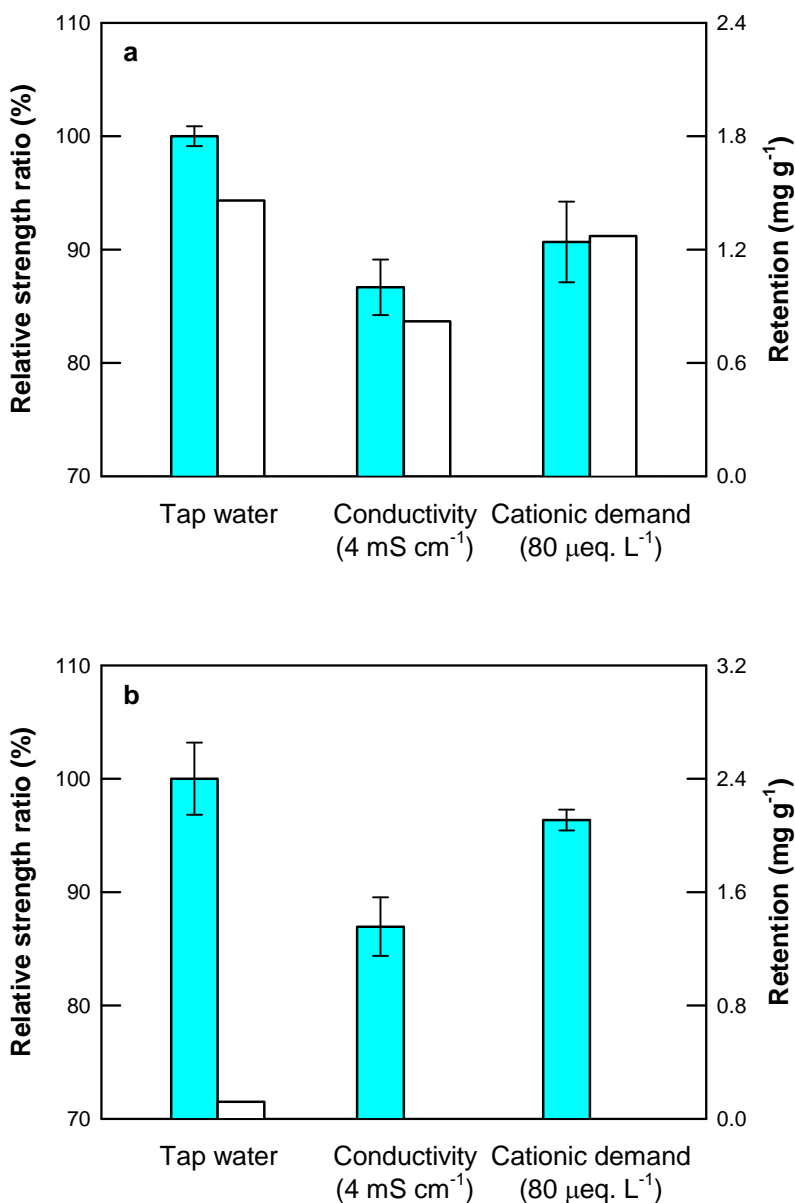 a
Relative strength ratio (%)
110
100
90
80
70
2.4
1.8
1.2
0.6
0.0
Retention (mg g⁻¹)
Tap water
Conductivity
(4 mS cm⁻¹)
Cationic demand
(80 μeq. L⁻¹)
b
Relative strength ratio (%)
110
100
90
80
70
3.2
2.4
1.6
0.8
0.0
Retention (mg g⁻¹)
Tap water
Conductivity
(4 mS cm⁻¹)
Cationic demand
(80 μeq. L⁻¹)